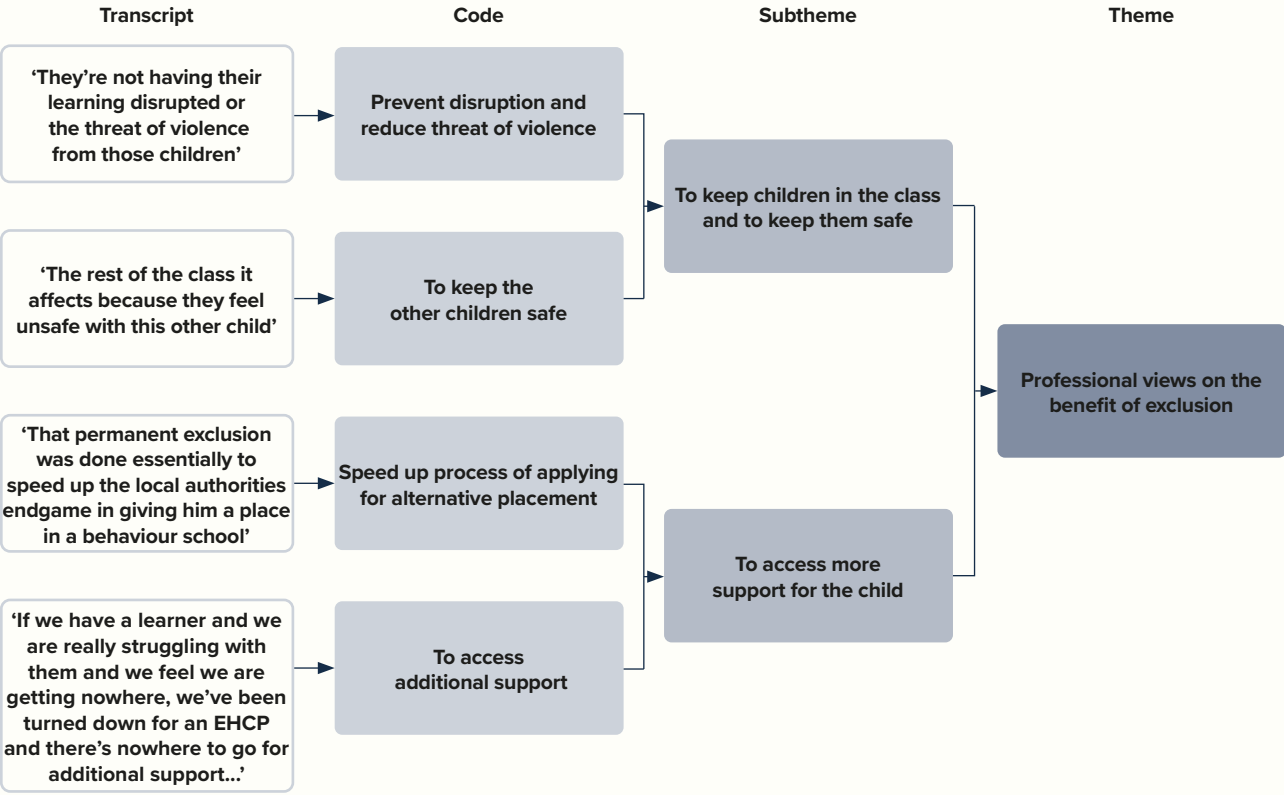 Transcript
Code
Subtheme
Theme
‘They’re not having their
learning disrupted or
the threat of violence
from those children’
Prevent disruption and
reduce threat of violence
‘The rest of the class it
affects because they feel
unsafe with this other child’
To keep the
other children safe
To keep children in the class
and to keep them safe
‘That permanent exclusion
was done essentially to
speed up the local authorities
endgame in giving him a place
in a behaviour school’
Speed up process of applying
for alternative placement
‘If we have a learner and we
are really struggling with
them and we feel we are
getting nowhere, we’ve been
turned down for an EHCP
and there’s nowhere to go for
additional support...’
To access
additional support
To access more
support for the child
Professional views on the
benefit of exclusion